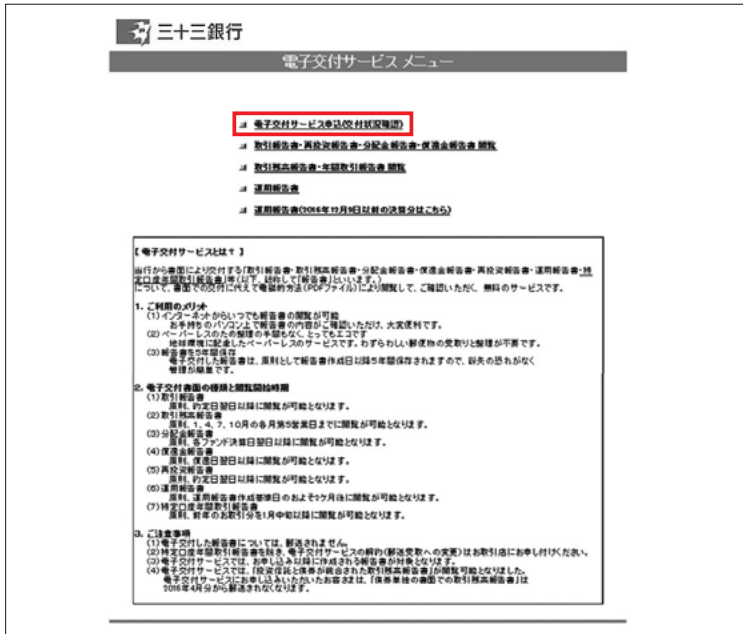 三十三銀行
電子交付サービス メニュー
電子交付サービス申込(交付状況確認)
取引報告書・再投資報告書・分配金報告書・償還金報告書 閲覧
取引残高報告書・年間取引報告書 閲覧
運用報告書
運用報告書(2016年12月9日以前の決算分はこちら)
【 電子交付サービスとは？ 】
当行から書面により交付する「取引報告書・取引残高報告書・分配金報告書・償還金報告書・再投資報告書・運用報告書・特
定口座年間取引報告書」等(以下、総称して「報告書」といいます。)
について、書面での交付に代えて電磁的方法(PDFファイル)により閲覧して、ご確認いただく、無料のサービスです。
1. ご利用のメリット
(1)インターネットからいつでも報告書の閲覧が可能
お手持ちのパソコン上で報告書の内容がご確認いただけ、大変便利です。
(2)ペーパーレスのため整理の手間もなく、とってもエコです
地球環境に配慮したペーパーレスのサービスです。わずらわしい郵便物の受取りと整理が不要です。
(3)報告書を5年間保存
電子交付した報告書は、原則として報告書作成日以降5年間保存されますので、紛失の恐れがなく
管理が簡単です。
2. 電子交付書面の種類と閲覧開始時期
(1)取引報告書
原則、約定日翌日以降に閲覧が可能となります。
(2)取引残高報告書
原則、1、4、7、10月の各月第5営業日までに閲覧が可能となります。
(3)分配金報告書
原則、各ファンド決算日翌日以降に閲覧が可能となります。
(4)償還金報告書
原則、償還日翌日以降に閲覧が可能となります。
(5)再投資報告書
原則、約定日翌日以降に閲覧が可能となります。
(6)運用報告書
原則、運用報告書作成基準日のおよそ2ケ月後に閲覧が可能となります。
(7)特定口座年間取引報告書
原則、前年のお取引分を1月中旬以降に閲覧が可能となります。
3. ご注意事項
(1)電子交付した報告書については、郵送されません。
(2)特定口座年間取引報告書を除き、電子交付サービスの解約(郵送受取への変更)はお取引店にお申し付けください。
(3)電子交付サービスでは、お申し込み以降に作成される報告書が対象となります。
(4)電子交付サービスでは、「投資信託と債券が統合された取引残高報告書」が閲覧可能となりました。
電子交付サービスにお申し込みいただいたお客さまは、「債券単独の書面での取引残高報告書」は
2016年4月分から郵送されなくなります。